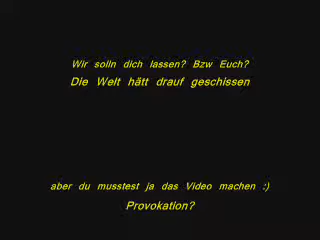 Wir solln dich lassen? Bzw Euch?
Die Welt hätt drauf geschissen
aber du musstest ja das Video machen :)
Provokation?